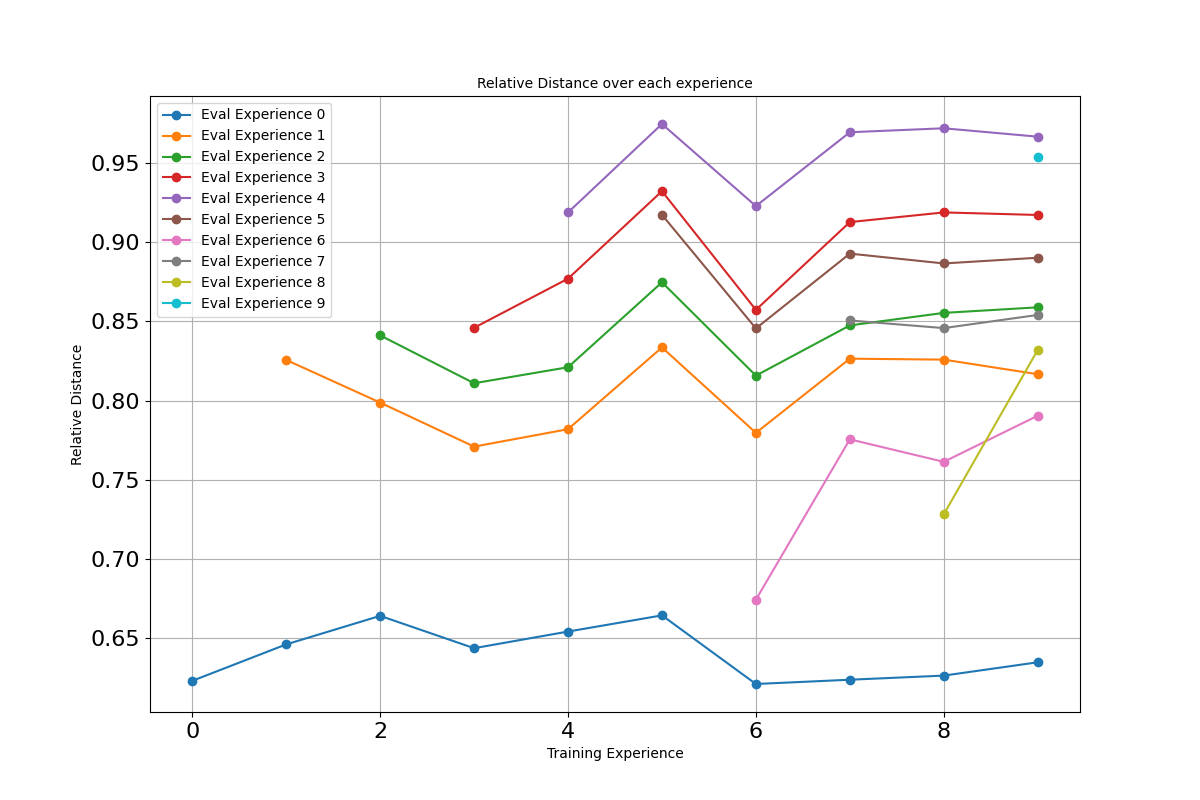 Relative Distance over each experience
Eval Experience 0
Eval Experience 1
Eval Experience 2
Eval Experience 3
Eval Experience 4
Eval Experience 5
Eval Experience 6
Eval Experience 7
Eval Experience 8
Eval Experience 9
0.95
0.90
0.85
0.80
0.75
0.70
0.65
Relative Distance
0 2 4 6 8
Training Experience